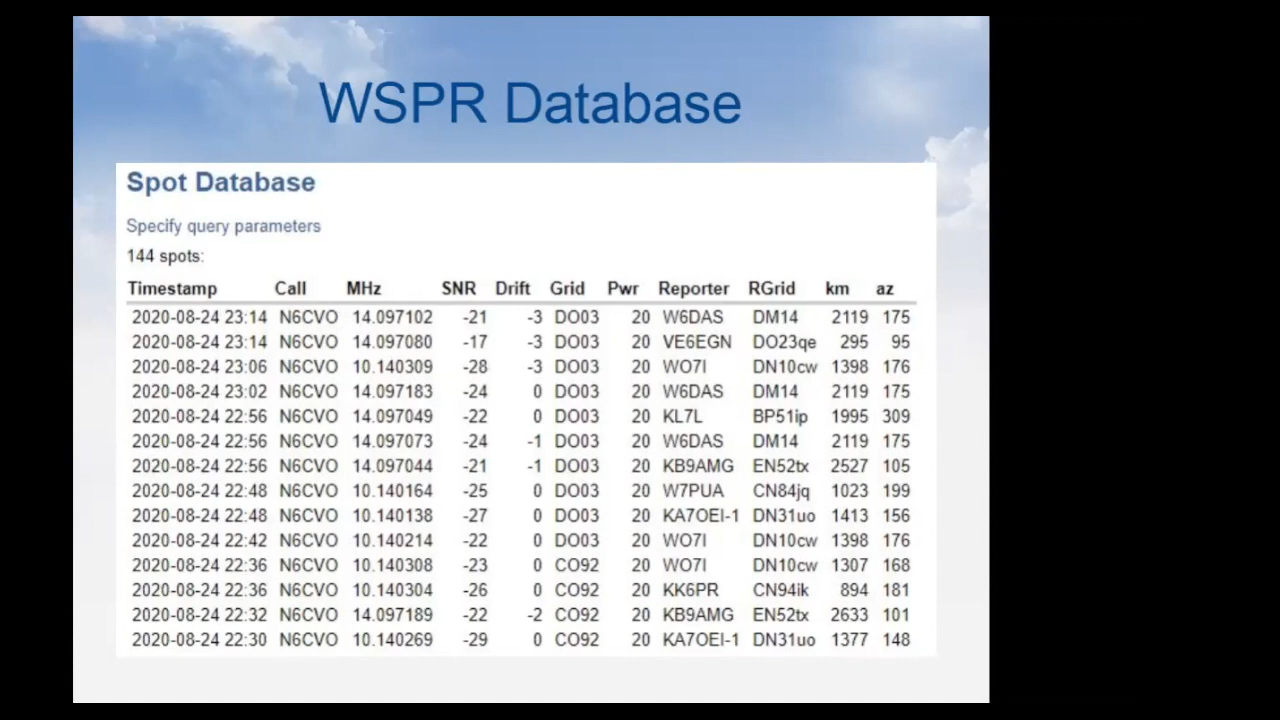 WSPR Database
Spot Database
Specify query parameters
144 spots:
Timestamp Call MHz SNR Drift Grid Pwr Reporter RGrid km az
2020-08-24 23:14 N6CVO 14.097102 -21 -3 DO03 20 W6DAS DM14 2119 175
2020-08-24 23:14 N6CVO 14.097080 -17 -3 DO03 20 VE6EGN DO23qe 295 95
2020-08-24 23:06 N6CVO 10.140309 -28 -3 DO03 20 WO7I DN10cw 1398 176
2020-08-24 23:02 N6CVO 14.097183 -24 0 DO03 20 W6DAS DM14 2119 175
2020-08-24 22:56 N6CVO 14.097049 -22 0 DO03 20 KL7L BP51ip 1995 309
2020-08-24 22:56 N6CVO 14.097073 -24 -1 DO03 20 W6DAS DM14 2119 175
2020-08-24 22:56 N6CVO 14.097044 -21 -1 DO03 20 KB9AMG EN52tx 2527 105
2020-08-24 22:48 N6CVO 10.140164 -25 0 DO03 20 W7PUA CN84jq 1023 199
2020-08-24 22:48 N6CVO 10.140138 -27 0 DO03 20 KA7OEI-1 DN31uo 1413 156
2020-08-24 22:42 N6CVO 10.140214 -22 0 DO03 20 WO7I DN10cw 1398 176
2020-08-24 22:36 N6CVO 10.140308 -23 0 CO92 20 WO7I DN10cw 1307 168
2020-08-24 22:36 N6CVO 10.140304 -26 0 CO92 20 KK6PR CN94ik 894 181
2020-08-24 22:32 N6CVO 14.097189 -22 -2 CO92 20 KB9AMG EN52tx 2633 101
2020-08-24 22:30 N6CVO 10.140269 -29 0 CO92 20 KA7OEI-1 DN31uo 1377 148